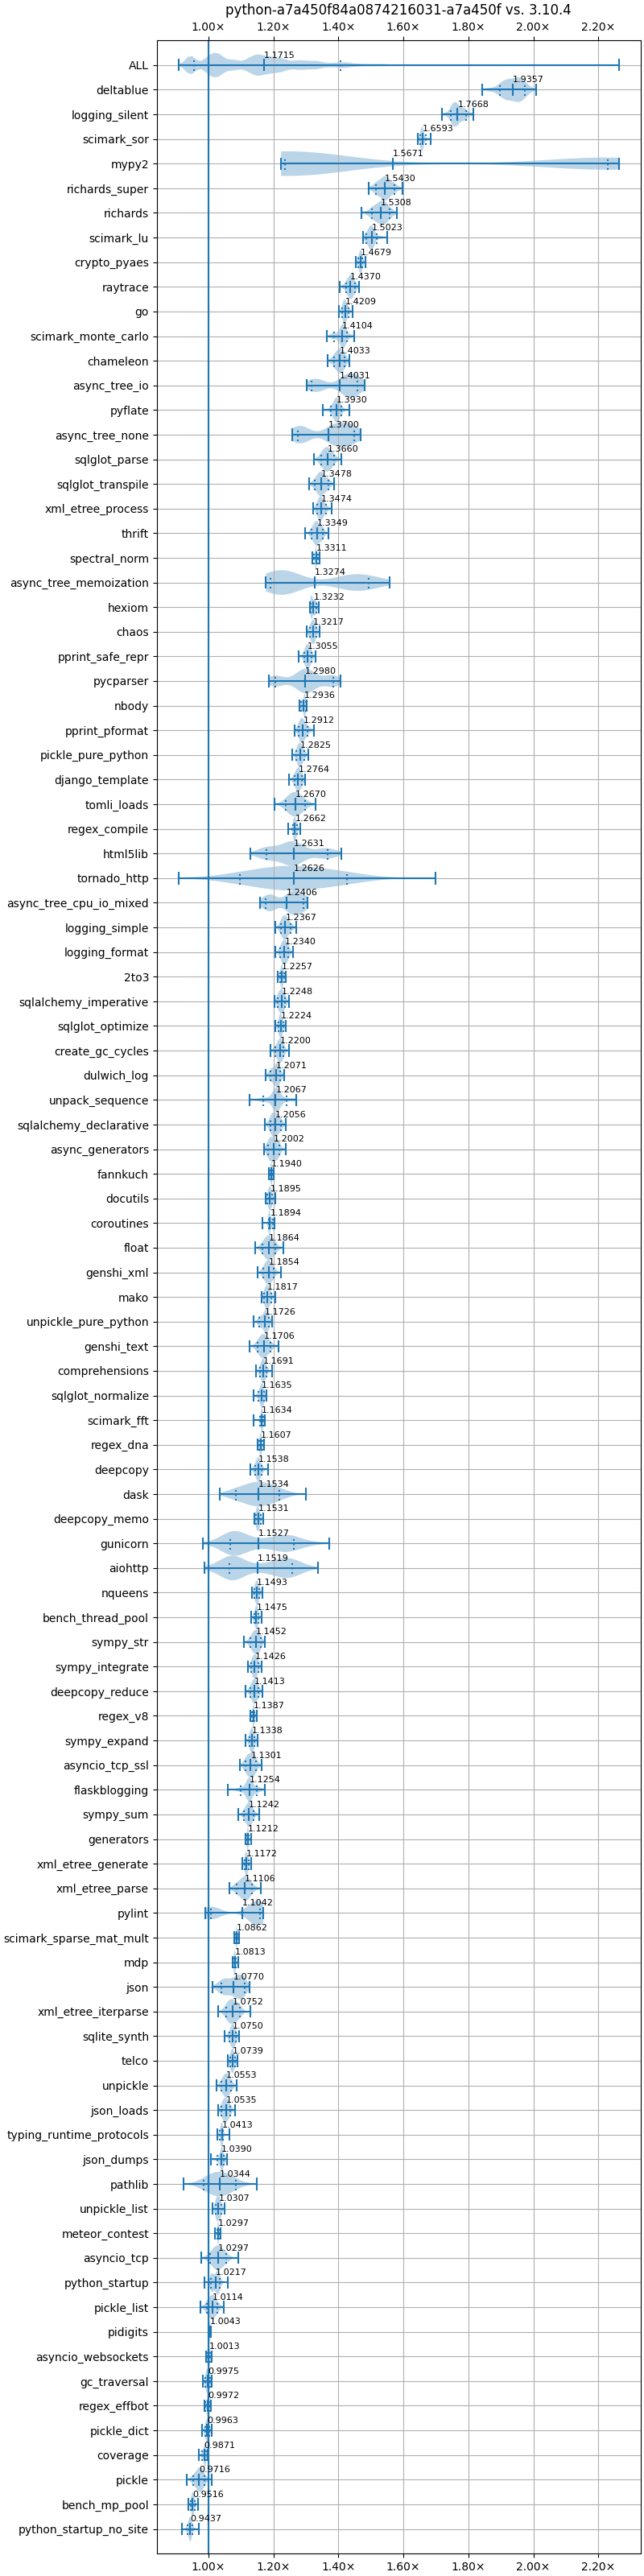 python-a7a450f84a0874216031-a7a450f vs. 3.10.4
1.00× 1.20× 1.40× 1.60× 1.80× 2.00× 2.20×
ALL 1.1715
deltablue 1.9357
logging_silent 1.7668
scimark_sor 1.6593
mypy2 1.5671
richards_super 1.5430
richards 1.5308
scimark_lu 1.5023
crypto_pyaes 1.4679
raytrace 1.4370
go 1.4209
scimark_monte_carlo 1.4104
chameleon 1.4033
async_tree_io 1.4031
pyflate 1.3930
async_tree_none 1.3700
sqlglot_parse 1.3660
sqlglot_transpile 1.3478
xml_etree_process 1.3474
thrift 1.3349
spectral_norm 1.3311
async_tree_memoization 1.3274
hexiom 1.3232
chaos 1.3217
pprint_safe_repr 1.3055
pycparser 1.2980
nbody 1.2936
pprint_pformat 1.2912
pickle_pure_python 1.2825
django_template 1.2764
tomli_loads 1.2670
regex_compile 1.2662
html5lib 1.2631
tornado_http 1.2626
async_tree_cpu_io_mixed 1.2406
logging_simple 1.2367
logging_format 1.2340
2to3 1.2257
sqlalchemy_imperative 1.2248
sqlglot_optimize 1.2224
create_gc_cycles 1.2200
dulwich_log 1.2071
unpack_sequence 1.2067
sqlalchemy_declarative 1.2056
async_generators 1.2002
fannkuch 1.1940
docutils 1.1895
coroutines 1.1894
float 1.1864
genshi_xml 1.1854
mako 1.1817
unpickle_pure_python 1.1726
genshi_text 1.1706
comprehensions 1.1691
sqlglot_normalize 1.1635
scimark_fft 1.1634
regex_dna 1.1607
deepcopy 1.1538
dask 1.1534
deepcopy_memo 1.1531
gunicorn 1.1527
aiohttp 1.1519
nqueens 1.1493
bench_thread_pool 1.1475
sympy_str 1.1452
sympy_integrate 1.1426
deepcopy_reduce 1.1413
regex_v8 1.1387
sympy_expand 1.1338
asyncio_tcp_ssl 1.1301
flaskblogging 1.1254
sympy_sum 1.1242
generators 1.1212
xml_etree_generate 1.1172
xml_etree_parse 1.1106
pylint 1.1042
scimark_sparse_mat_mult 1.0862
mdp 1.0813
json 1.0770
xml_etree_iterparse 1.0752
sqlite_synth 1.0750
telco 1.0739
unpickle 1.0553
json_loads 1.0535
typing_runtime_protocols 1.0413
json_dumps 1.0390
pathlib 1.0344
unpickle_list 1.0307
meteor_contest 1.0297
asyncio_tcp 1.0297
python_startup 1.0217
pickle_list 1.0114
pidigits 1.0043
asyncio_websockets 1.0013
gc_traversal 0.9975
regex_effbot 0.9972
pickle_dict 0.9963
coverage 0.9871
pickle 0.9716
bench_mp_pool 0.9516
python_startup_no_site 0.9437
1.00× 1.20× 1.40× 1.60× 1.80× 2.00× 2.20×